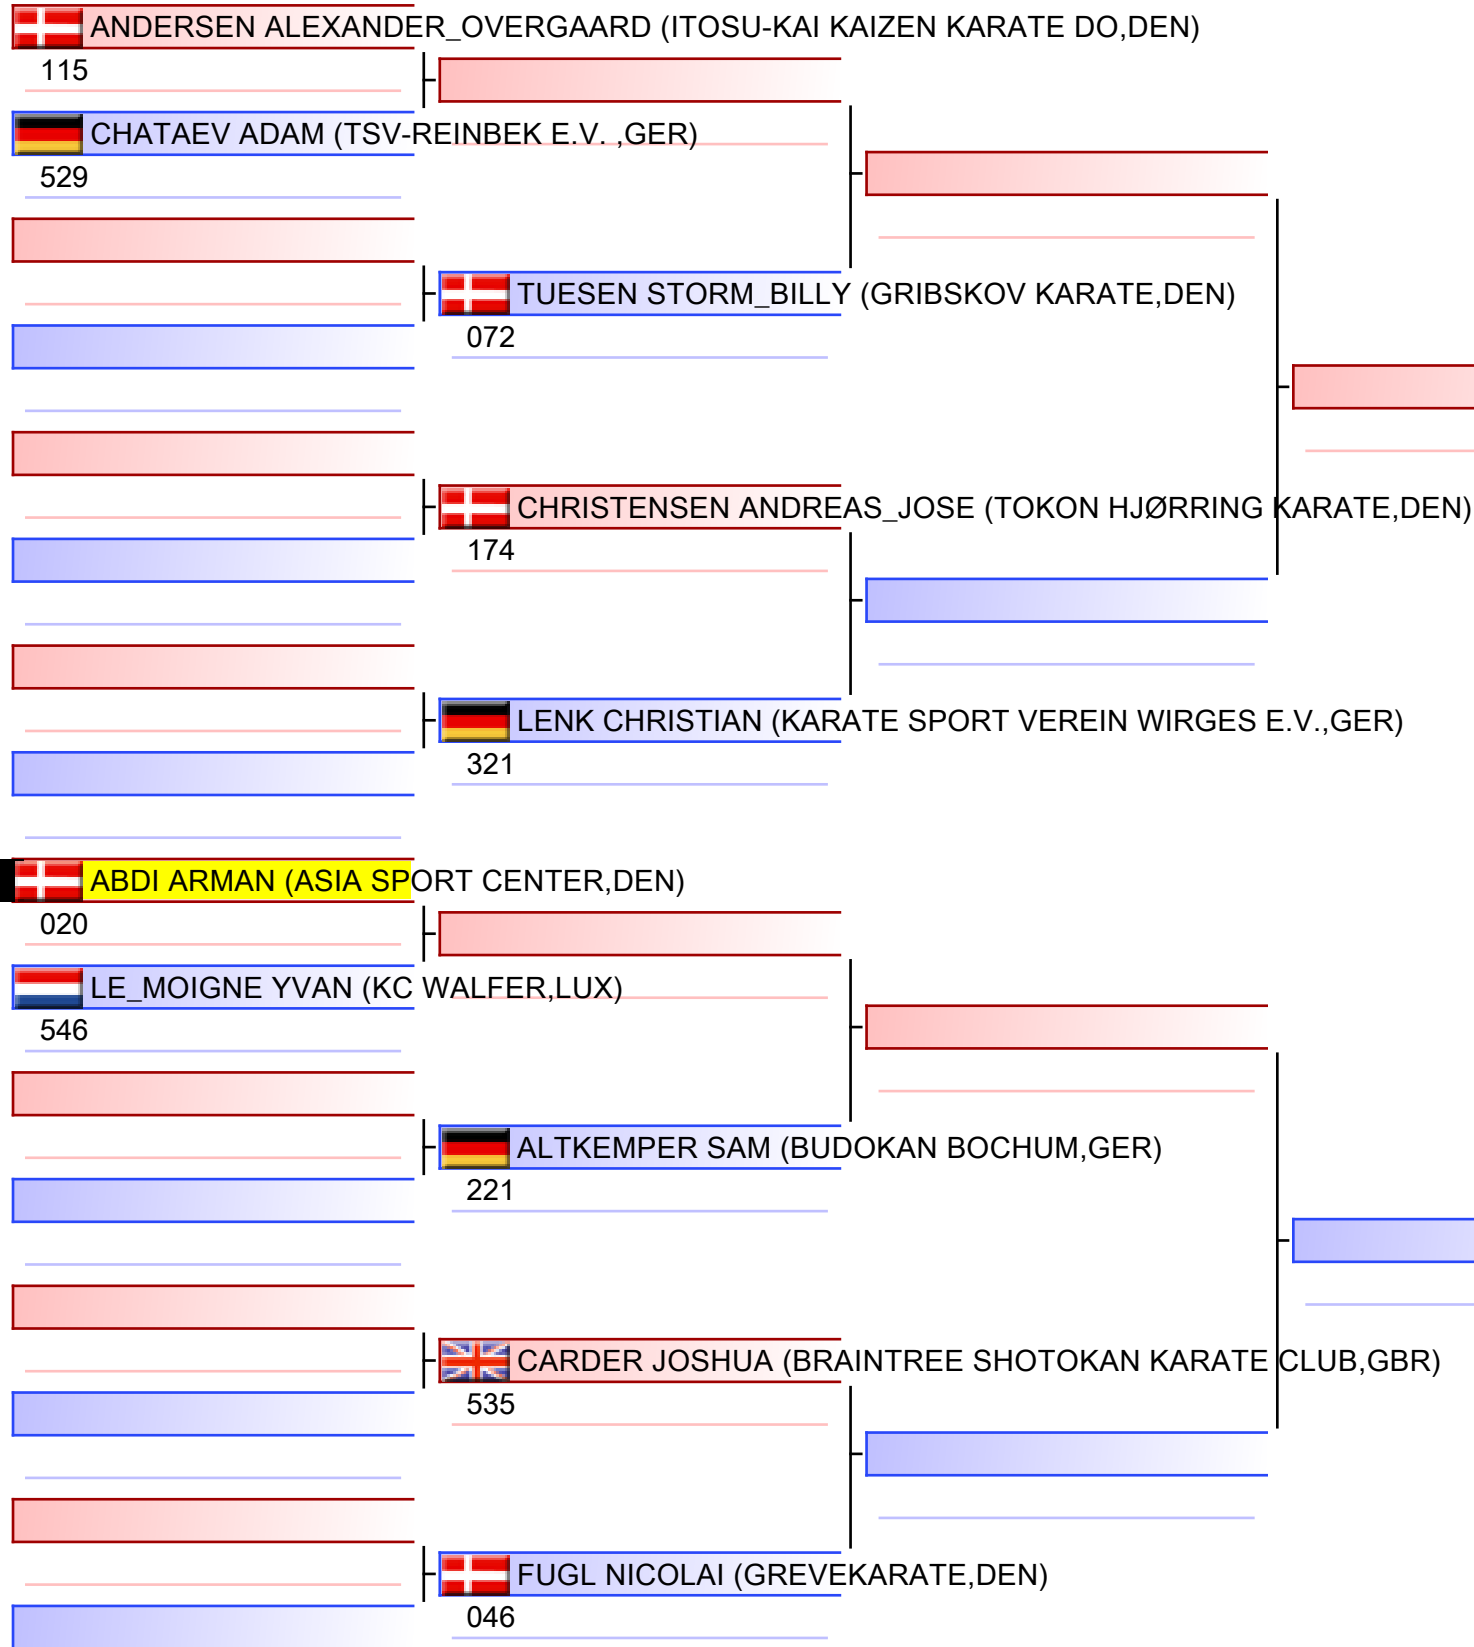 ANDERSEN ALEXANDER_OVERGAARD (ITOSU-KAI KAIZEN KARATE DO,DEN)
115
CHATAEV ADAM (TSV-REINBEK E.V. ,GER)
529
TUESEN STORM_BILLY (GRIBSKOV KARATE,DEN)
072
CHRISTENSEN ANDREAS_JOSE (TOKON HJØRRING KARATE,DEN)
174
LENK CHRISTIAN (KARATE SPORT VEREIN WIRGES E.V.,GER)
321
ABDI ARMAN (ASIA SPORT CENTER,DEN)
020
LE_MOIGNE YVAN (KC WALFER,LUX)
546
ALTKEMPER SAM (BUDOKAN BOCHUM,GER)
221
CARDER JOSHUA (BRAINTREE SHOTOKAN KARATE CLUB,GBR)
535
FUGL NICOLAI (GREVEKARATE,DEN)
046